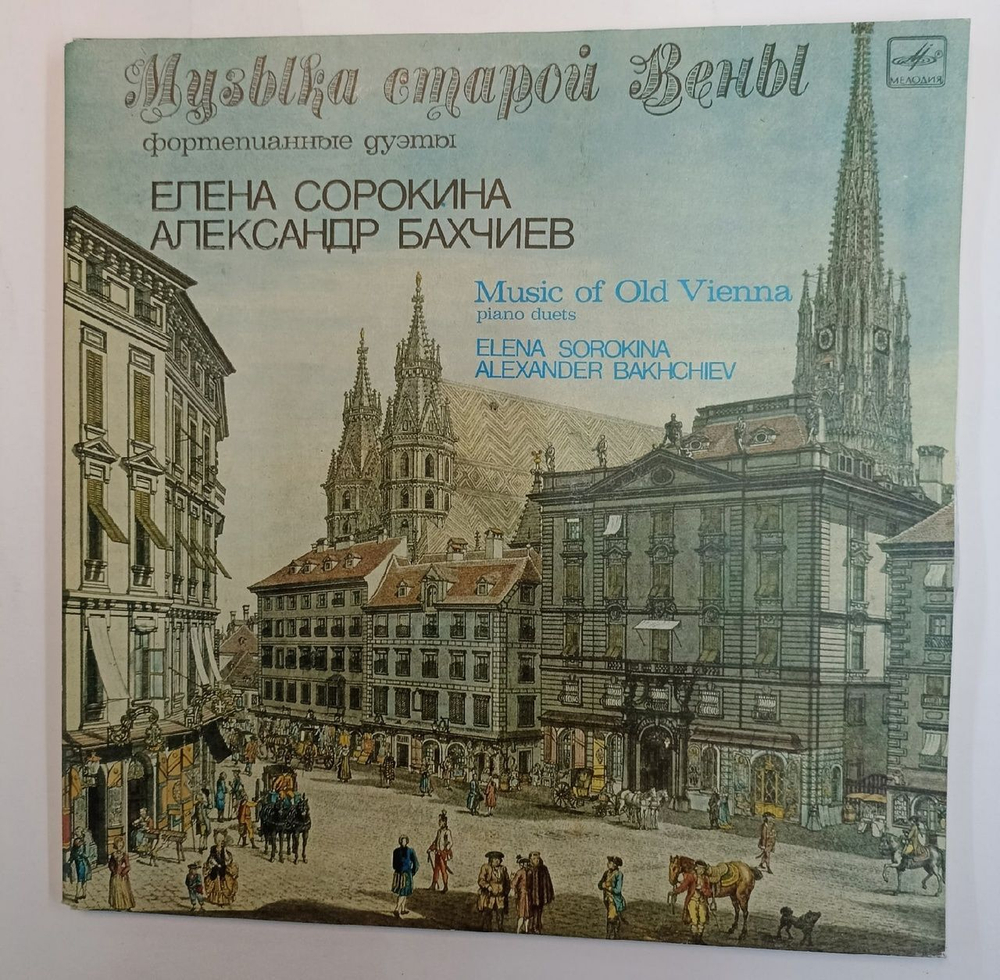 Музыка старой Вены
фортепианные дуэты
ЕЛЕНА СОРОКИНА
АЛЕКСАНДР БАХЧИЕВ
Music of Old Vienna
piano duets
ELENA SOROKINA
ALEXANDER BAKHCHIEV
МЕЛОДИЯ